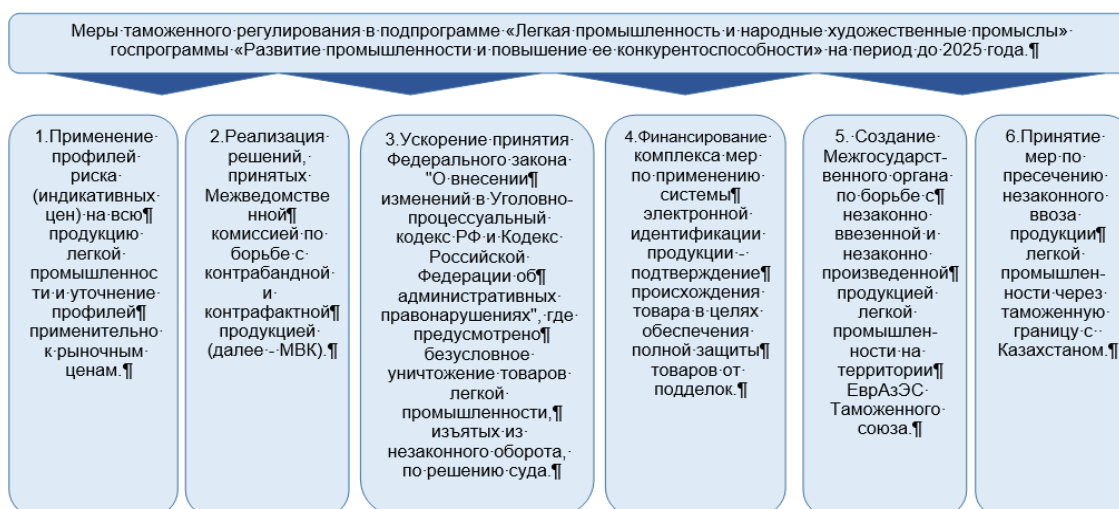 Меры таможенного регулирования в подпрограмме «Легкая промышленность и народные художественные промыслы»
госпрограммы «Развитие промышленности и повышение ее конкурентоспособности» на период до 2025 года.¶
1.Применение
профилей
риска
(индикативных
цен) на всю¶
продукцию
легкой
промышленнос
ти и уточнение
профилей¶
применительно
к рыночным
ценам.¶
2.Реализация
решений,
принятых
Межведомстве
нной¶
комиссией по
борьбе с
контрабандной
и
контрафактной¶
продукцией
(далее - МВК).¶
3.Ускорение принятия
Федерального закона
"О внесении¶
изменений в Уголовно-
процессуальный
кодекс РФ и Кодекс
Российской
Федерации об¶
административных
правонарушениях", где
предусмотрено¶
безусловное
уничтожение товаров
легкой
промышленности,¶
изъятых из
незаконного оборота,
по решению суда.¶
4.Финансирование
комплекса мер
по применению
системы¶
электронной
идентификации
продукции -
подтверждение¶
происхождения
товара в целях
обеспечения
полной защиты¶
товаров от
подделок.¶
5. Создание
Межгосударст-
венного органа
по борьбе с¶
незаконно
ввезенной и
незаконно
произведенной¶
продукцией
легкой
промышлен-
ности на
территории¶
ЕврАзЭС
Таможенного
союза.¶
6.Принятие
мер по
пресечению
незаконного
ввоза
продукции¶
легкой
промышлен-
ности через
таможенную
границу с
Казахстаном.¶